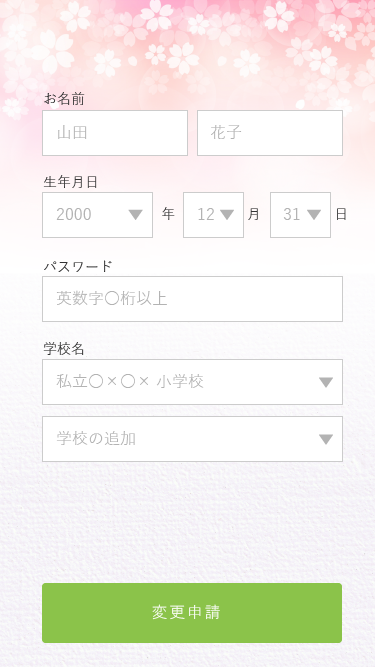 お名前
山田 花子
生年月日
2000 年 12 月 31 日
パスワード
英数字〇桁以上
学校名
私立〇×〇× 小学校
学校の追加
変更申請